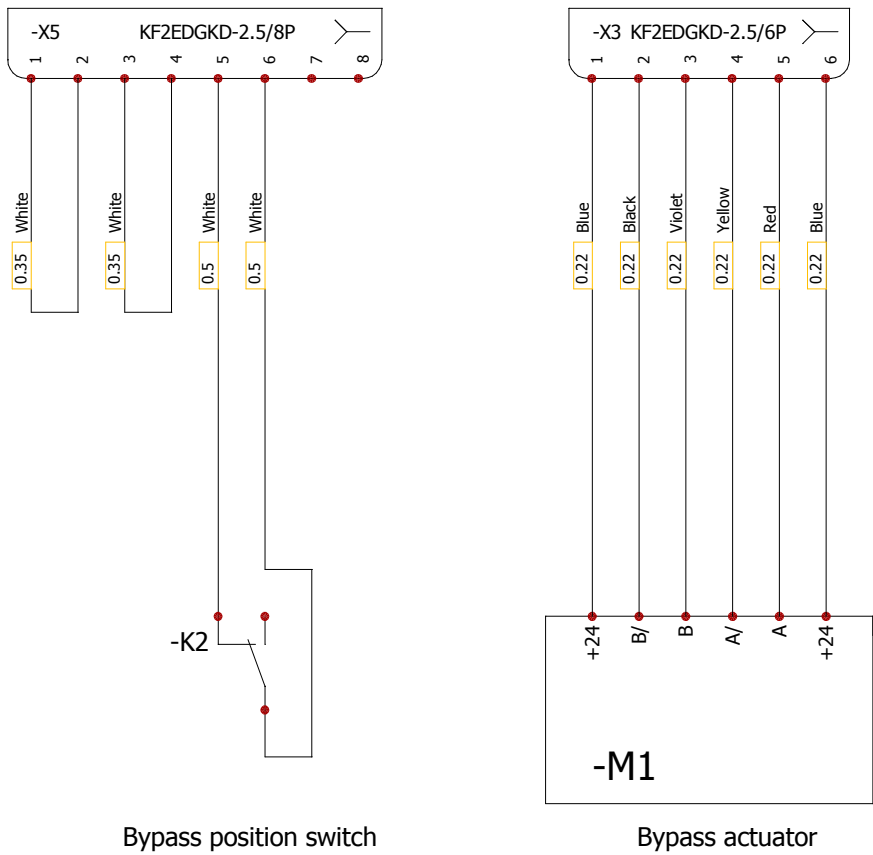 -X5 KF2EDGKD-2.5/8P
1 2 3 4 5 6 7 8
White White White White
0.35 0.35 0.5 0.5
-K2
Bypass position switch
-X3 KF2EDGKD-2.5/6P
1 2 3 4 5 6
Blue Black Violet Yellow Red Blue
0.22 0.22 0.22 0.22 0.22 0.22
+24 B/ B A/ A +24
-M1
Bypass actuator